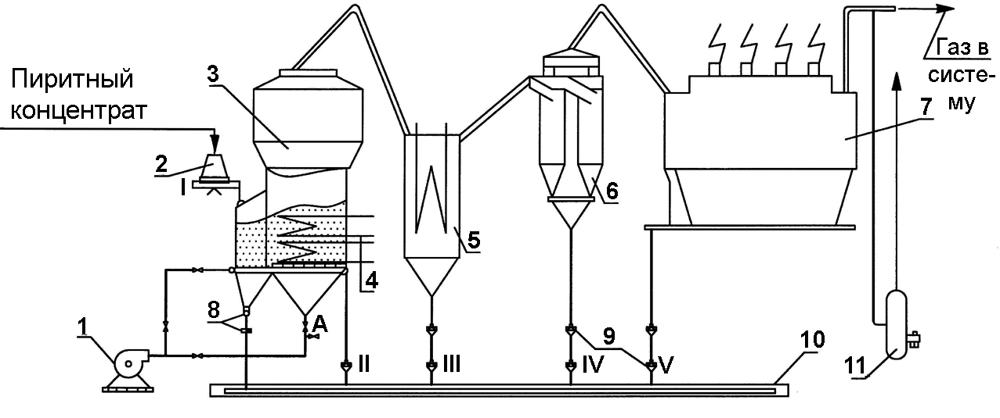 Пиритный
концентрат
Газ в
систе-
му
1
2
3
4
5
6
7
8
9
10
11
А
I
II
III
IV
V